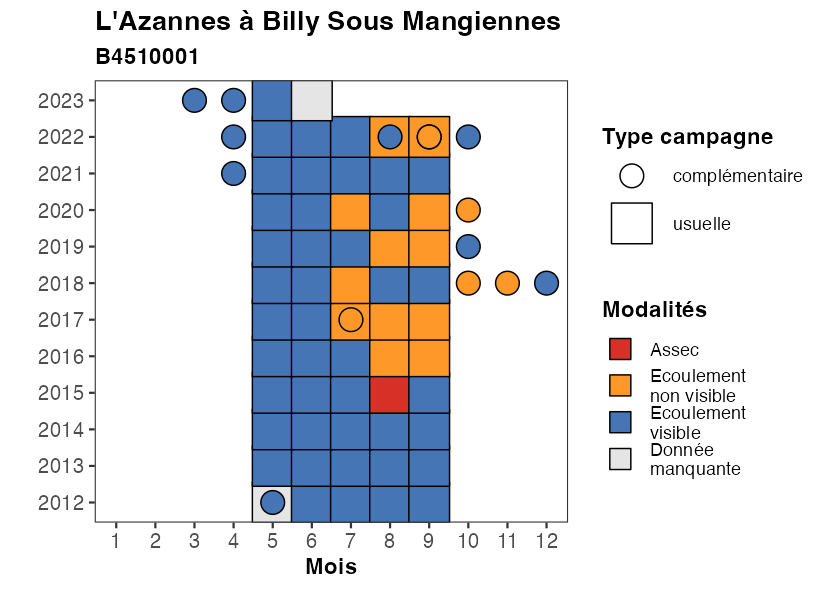 L'Azannes à Billy Sous Mangiennes
B4510001
2023
2022
2021
2020
2019
2018
2017
2016
2015
2014
2013
2012
1 2 3 4 5 6 7 8 9 10 11 12
Mois
Type campagne
complémentaire
usuelle
Modalités
Assec
Ecoulement
non visible
Ecoulement
visible
Donnée
manquante